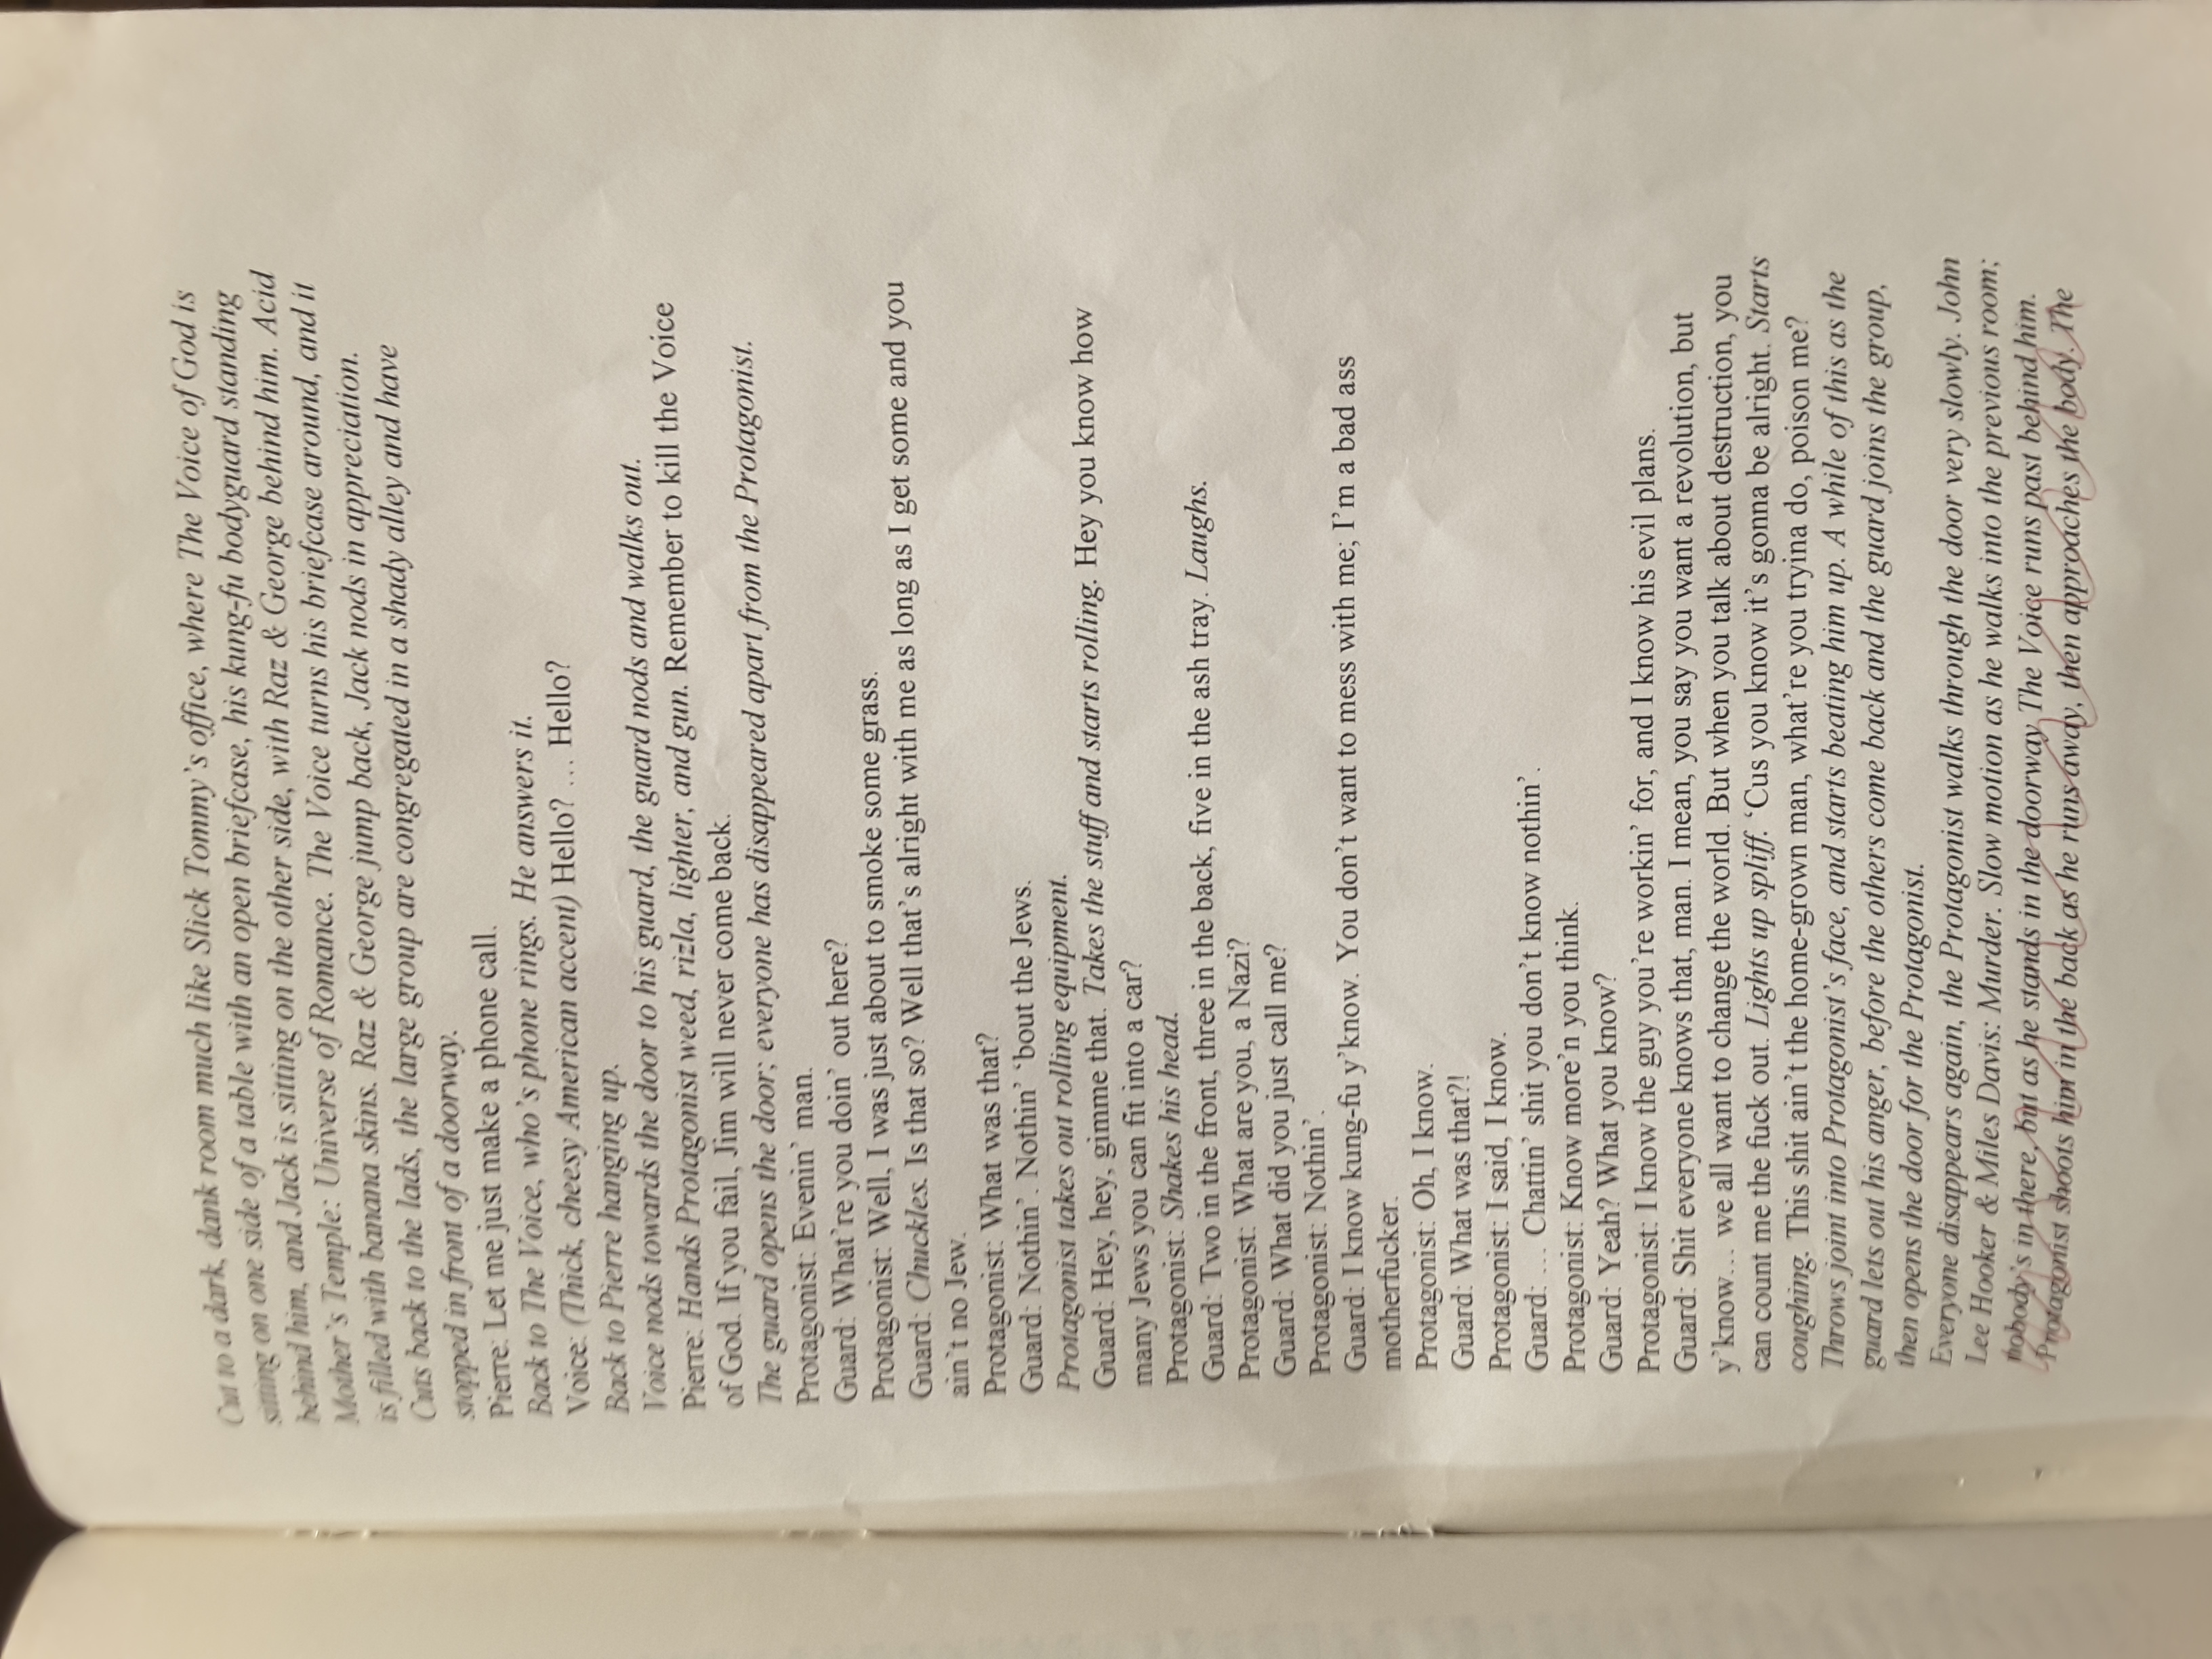 Cut to a dark, dank room much like Slick Tommy's office, where The Voice of God is
sitting on one side of a table with an open briefcase, his kung-fu bodyguard standing
behind him, and Jack is sitting on the other side, with Raz & George behind him. Acid
Mother's Temple: Universe of Romance. The Voice turns his briefcase around, and it
is filled with banana skins. Raz & George jump back, Jack nods in appreciation.
Cuts back to the lads, the large group are congregated in a shady alley and have
stopped in front of a doorway.
Pierre: Let me just make a phone call.
Back to The Voice, who's phone rings. He answers it.
Voice: (Thick, cheesy American accent) Hello? … Hello?
Back to Pierre hanging up.
Voice nods towards the door to his guard, the guard nods and walks out.
Pierre: Hands Protagonist weed, rizla, lighter, and gun. Remember to kill the Voice
of God. If you fail, Jim will never come back.
The guard opens the door; everyone has disappeared apart from the Protagonist.
Protagonist: Evenin' man.
Guard: What're you doin' out here?
Protagonist: Well, I was just about to smoke some grass.
Guard: Chuckles. Is that so? Well that's alright with me as long as I get some and you
ain't no Jew.
Protagonist: What was that?
Guard: Nothin'. Nothin' 'bout the Jews.
Protagonist takes out rolling equipment.
Guard: Hey, hey, gimme that. Takes the stuff and starts rolling. Hey you know how
many Jews you can fit into a car?
Protagonist: Shakes his head.
Guard: Two in the front, three in the back, five in the ash tray. Laughs.
Protagonist: What are you, a Nazi?
Guard: What did you just call me?
Protagonist: Nothin'.
Guard: I know kung-fu y'know. You don't want to mess with me; I'm a bad ass
motherfucker.
Protagonist: Oh, I know.
Guard: What was that?!
Protagonist: I said, I know.
Guard: … Chattin' shit you don't know nothin'.
Protagonist: Know more'n you think.
Guard: Yeah? What you know?
Protagonist: I know the guy you're workin' for, and I know his evil plans.
Guard: Shit everyone knows that, man. I mean, you say you want a revolution, but
y'know… we all want to change the world. But when you talk about destruction, you
can count me the fuck out. Lights up spliff. 'Cus you know it's gonna be alright. Starts
coughing. This shit ain't the home-grown man, what're you tryina do, poison me?
Throws joint into Protagonist's face, and starts beating him up. A while of this as the
guard lets out his anger, before the others come back and the guard joins the group,
then opens the door for the Protagonist.
Everyone disappears again, the Protagonist walks through the door very slowly. John
Lee Hooker & Miles Davis: Murder. Slow motion as he walks into the previous room;
nobody's in there, but as he stands in the doorway The Voice runs past behind him.
Protagonist shoots him in the back as he runs away, then approaches the body. The